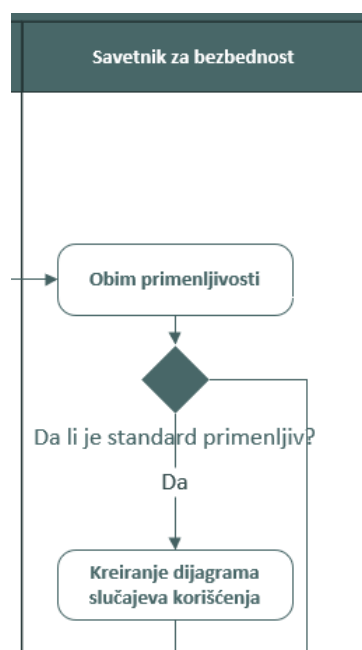 Savetnik za bezbednost
Obim primenljivosti
Da li je standard primenljiv?
Da
Kreiranje dijagrama
slučajeva korišćenja